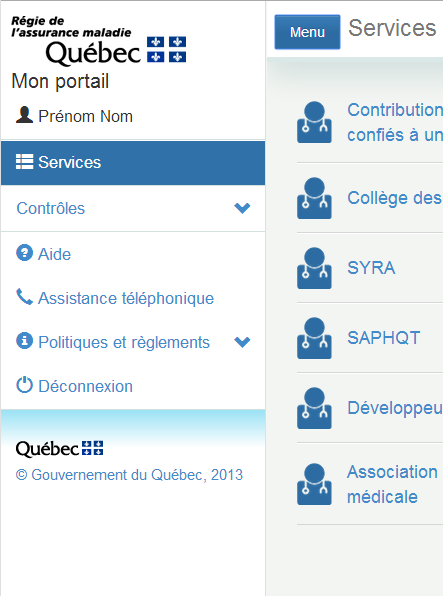 Régie de
l'assurance maladie
Québec
Mon portail
Prénom Nom
Services
Contrôles
Aide
Assistance téléphonique
Politiques et règlements
Déconnexion
Québec
© Gouvernement du Québec, 2013
Menu
Services
Contribution
confiés à un
Collège des
SYRA
SAPHQT
Développeu
Association
médicale